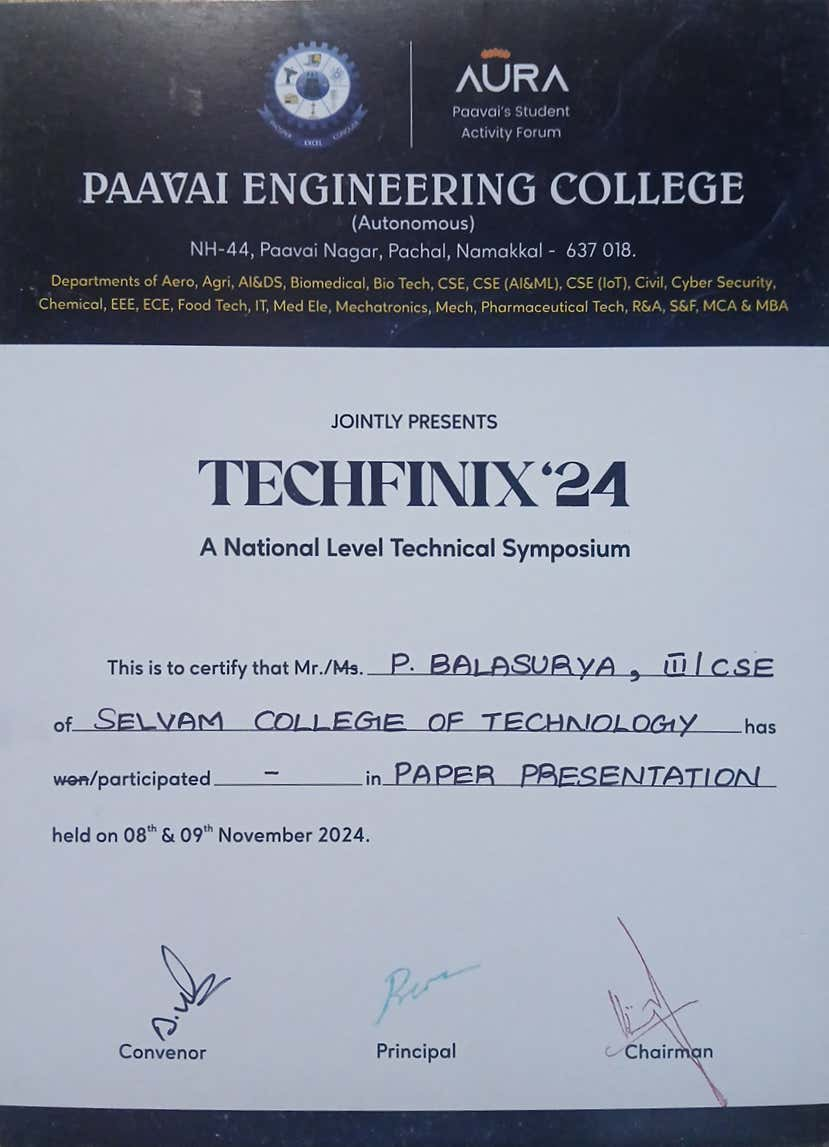 PROSPER EXCEL CONQUER
AURA
Paavai's Student
Activity Forum
PAAVAI ENGINEERING COLLEGE
(Autonomous)
NH-44, Paavai Nagar, Pachal, Namakkal - 637 018.
Departments of Aero, Agri, AI&DS, Biomedical, Bio Tech, CSE, CSE (AI&ML), CSE (IoT), Civil, Cyber Security,
Chemical, EEE, ECE, Food Tech, IT, Med Ele, Mechatronics, Mech, Pharmaceutical Tech, R&A, S&F, MCA & MBA
JOINTLY PRESENTS
TECHFINIX ‘24
A National Level Technical Symposium
This is to certify that Mr./Ms. P. BALASURYA, III / CSE
of SELVAM COLLEGE OF TECHNOLOGY has
won/participated - in PAPER PRESENTATION
held on 08th & 09th November 2024.
Convenor Principal Chairman